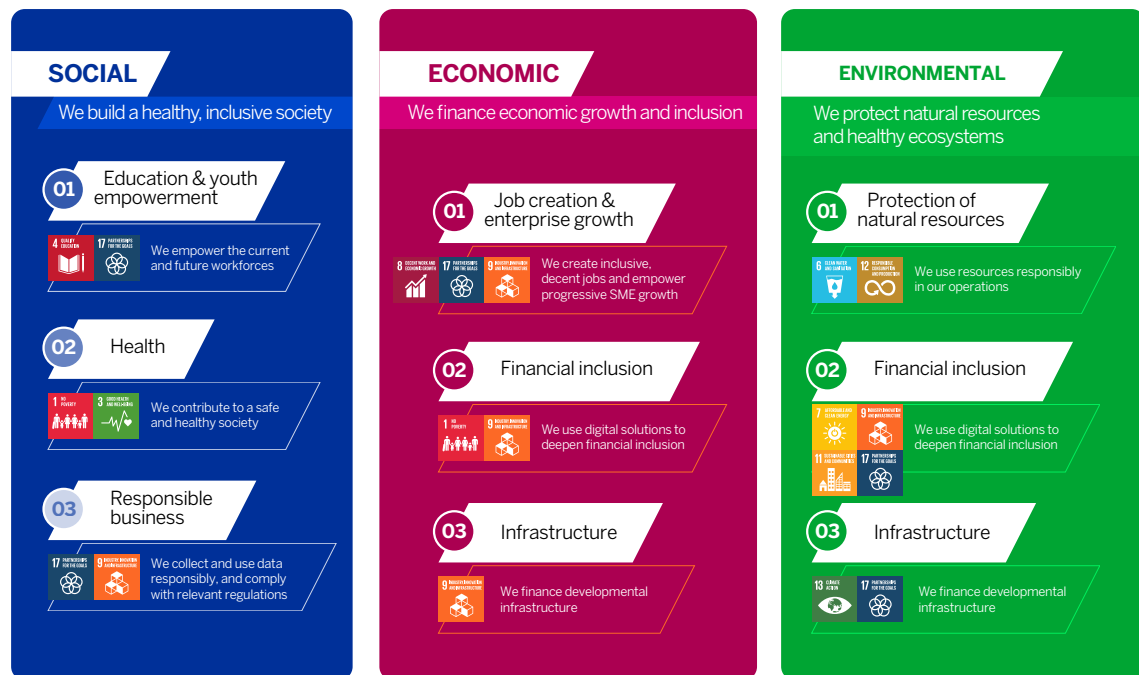 SOCIAL
We build a healthy, inclusive society
01
Education & youth
empowerment
4 QUALITY
EDUCATION
17 PARTNERSHIPS
FOR THE GOALS
We empower the current
and future workforces
02
Health
1 NO
POVERTY
3 GOOD HEALTH
AND WELL-BEING
We contribute to a safe
and healthy society
03
Responsible
business
17 PARTNERSHIPS
FOR THE GOALS
9 INDUSTRY, INNOVATION
AND INFRASTRUCTURE
We collect and use data
responsibly, and comply
with relevant regulations
ECONOMIC
We finance economic growth and inclusion
01
Job creation &
enterprise growth
8 DECENT WORK AND
ECONOMIC GROWTH
17 PARTNERSHIPS
FOR THE GOALS
9 INDUSTRY, INNOVATION
AND INFRASTRUCTURE
We create inclusive,
decent jobs and empower
progressive SME growth
02
Financial inclusion
1 NO
POVERTY
9 INDUSTRY, INNOVATION
AND INFRASTRUCTURE
We use digital solutions to
deepen financial inclusion
03
Infrastructure
9 INDUSTRY, INNOVATION
AND INFRASTRUCTURE
We finance developmental
infrastructure
ENVIRONMENTAL
We protect natural resources
and healthy ecosystems
01
Protection of
natural resources
6 CLEAN WATER
AND SANITATION
12 RESPONSIBLE
CONSUMPTION
AND PRODUCTION
We use resources responsibly
in our operations
02
Financial inclusion
7 AFFORDABLE AND
CLEAN ENERGY
9 INDUSTRY, INNOVATION
AND INFRASTRUCTURE
11 SUSTAINABLE CITIES
AND COMMUNITIES
17 PARTNERSHIPS
FOR THE GOALS
We use digital solutions to
deepen financial inclusion
03
Infrastructure
13 CLIMATE
ACTION
17 PARTNERSHIPS
FOR THE GOALS
We finance developmental
infrastructure